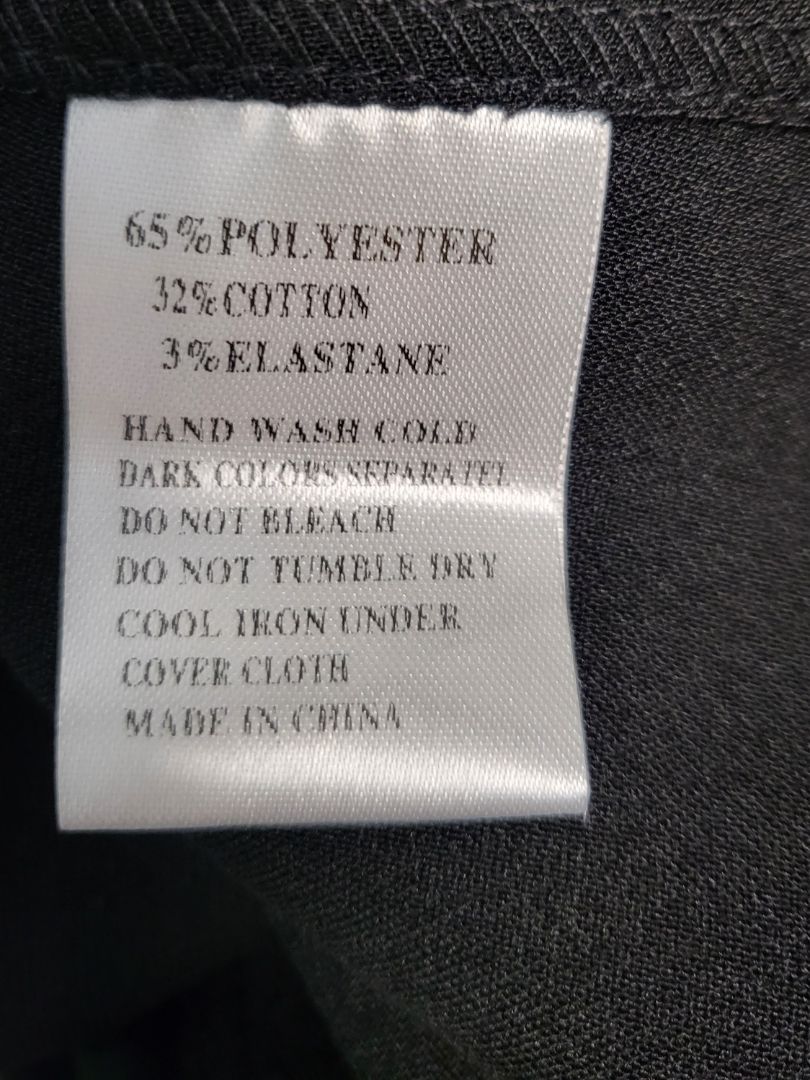 65%POLYESTER
32%COTTON
3%ELASTANE
HAND WASH COLD
DARK COLORS SEPARATEL
DO NOT BLEACH
DO NOT TUMBLE DRY
COOL IRON UNDER
COVER CLOTH
MADE IN CHINA